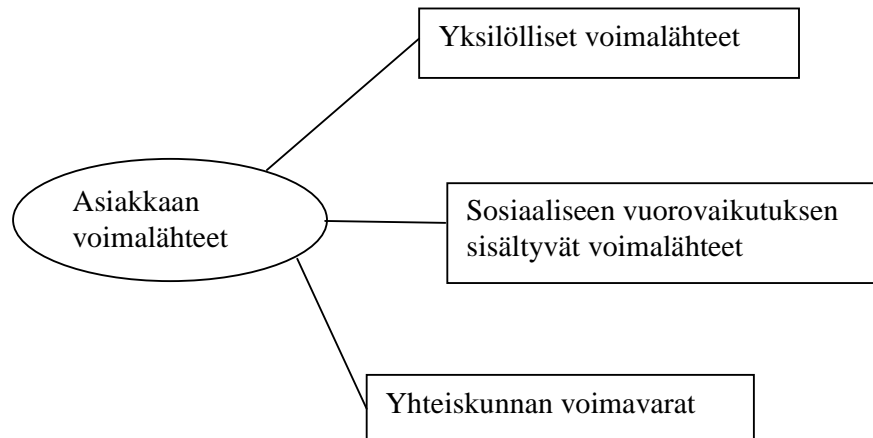 Yksilölliset voimalähteet
Asiakkaan
voimalähteet
Sosiaaliseen vuorovaikutuksen
sisältyvät voimalähteet
Yhteiskunnan voimavarat